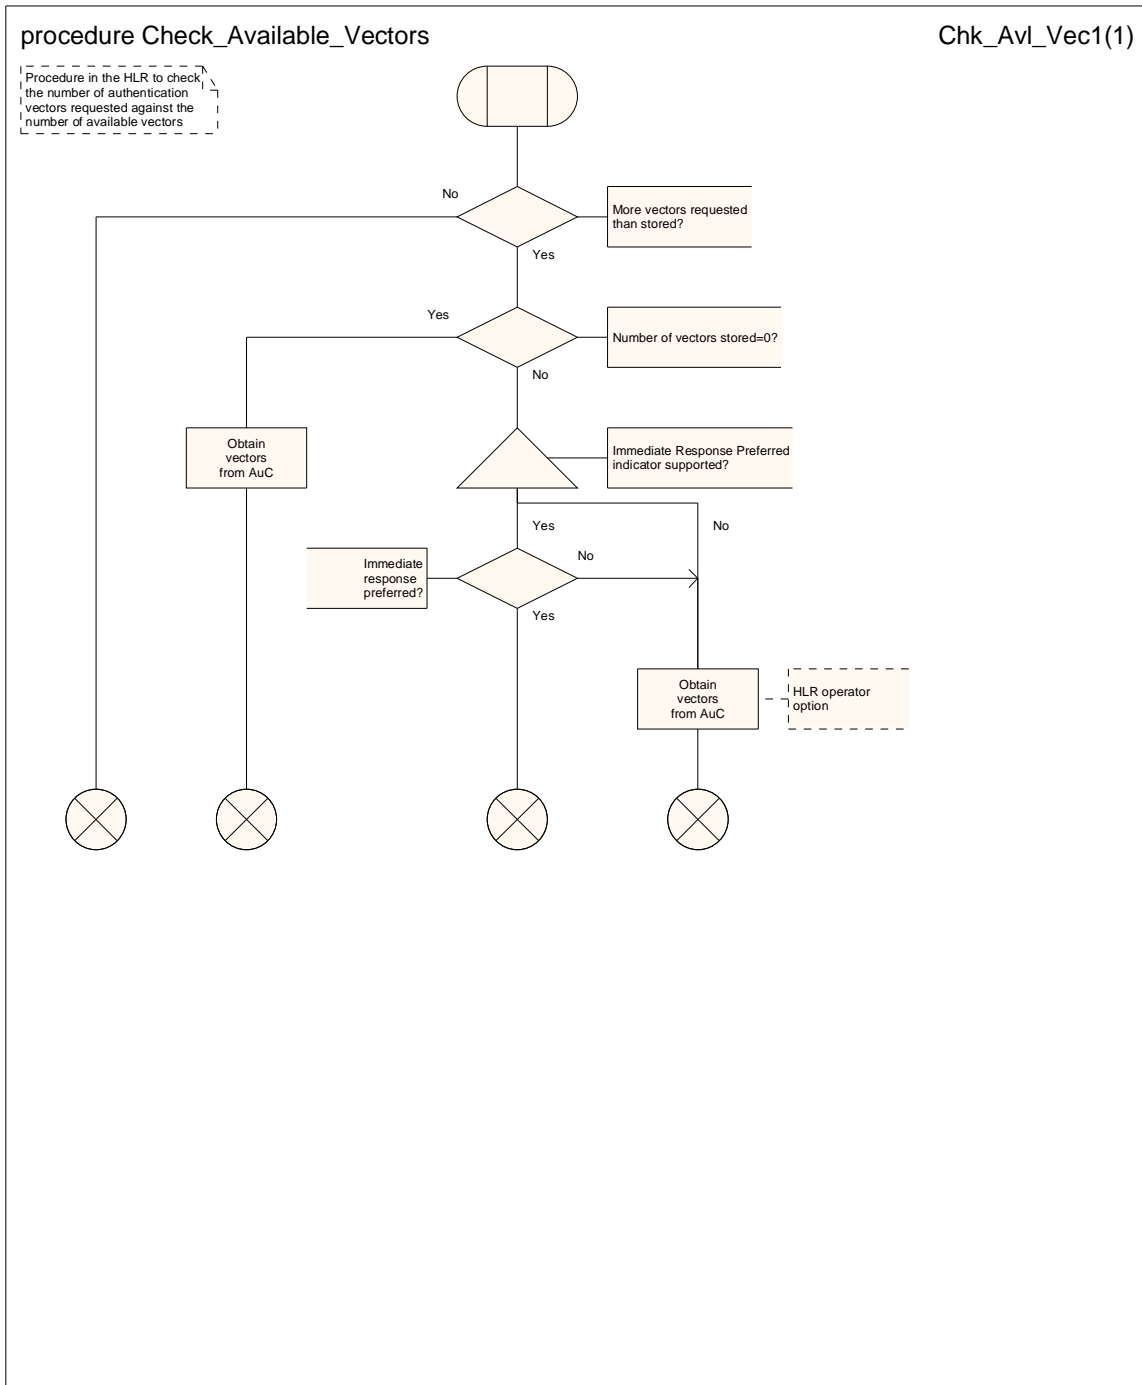 procedure Check_Available_Vectors
Chk_Avl_Vec1(1)
Procedure in the HLR to check
the number of authentication
vectors requested against the
number of available vectors
No
More vectors requested
than stored?
Yes
Yes
Number of vectors stored=0?
No
Obtain
vectors
from AuC
Immediate Response Preferred
indicator supported?
Yes
No
Immediate
response
preferred?
No
Yes
Obtain
vectors
from AuC
HLR operator
option